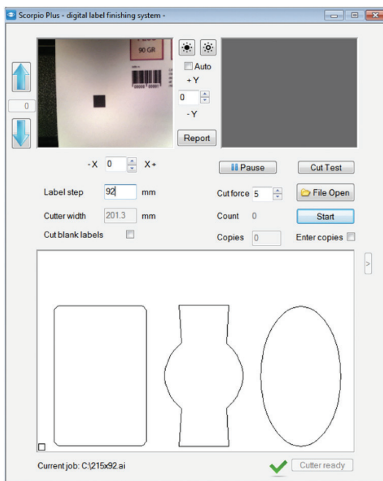 Scorpio Plus - digital label finishing system -
90 GR
Auto
+ Y
0
0
- Y
Report
- X 0 X +
Pause
Cut Test
Label step 92 mm
Cut force 5
File Open
Cutter width 201.3 mm
Count 0
Start
Cut blank labels
Copies 0
Enter copies
>
Current job: C:\215x92.ai
Cutter ready